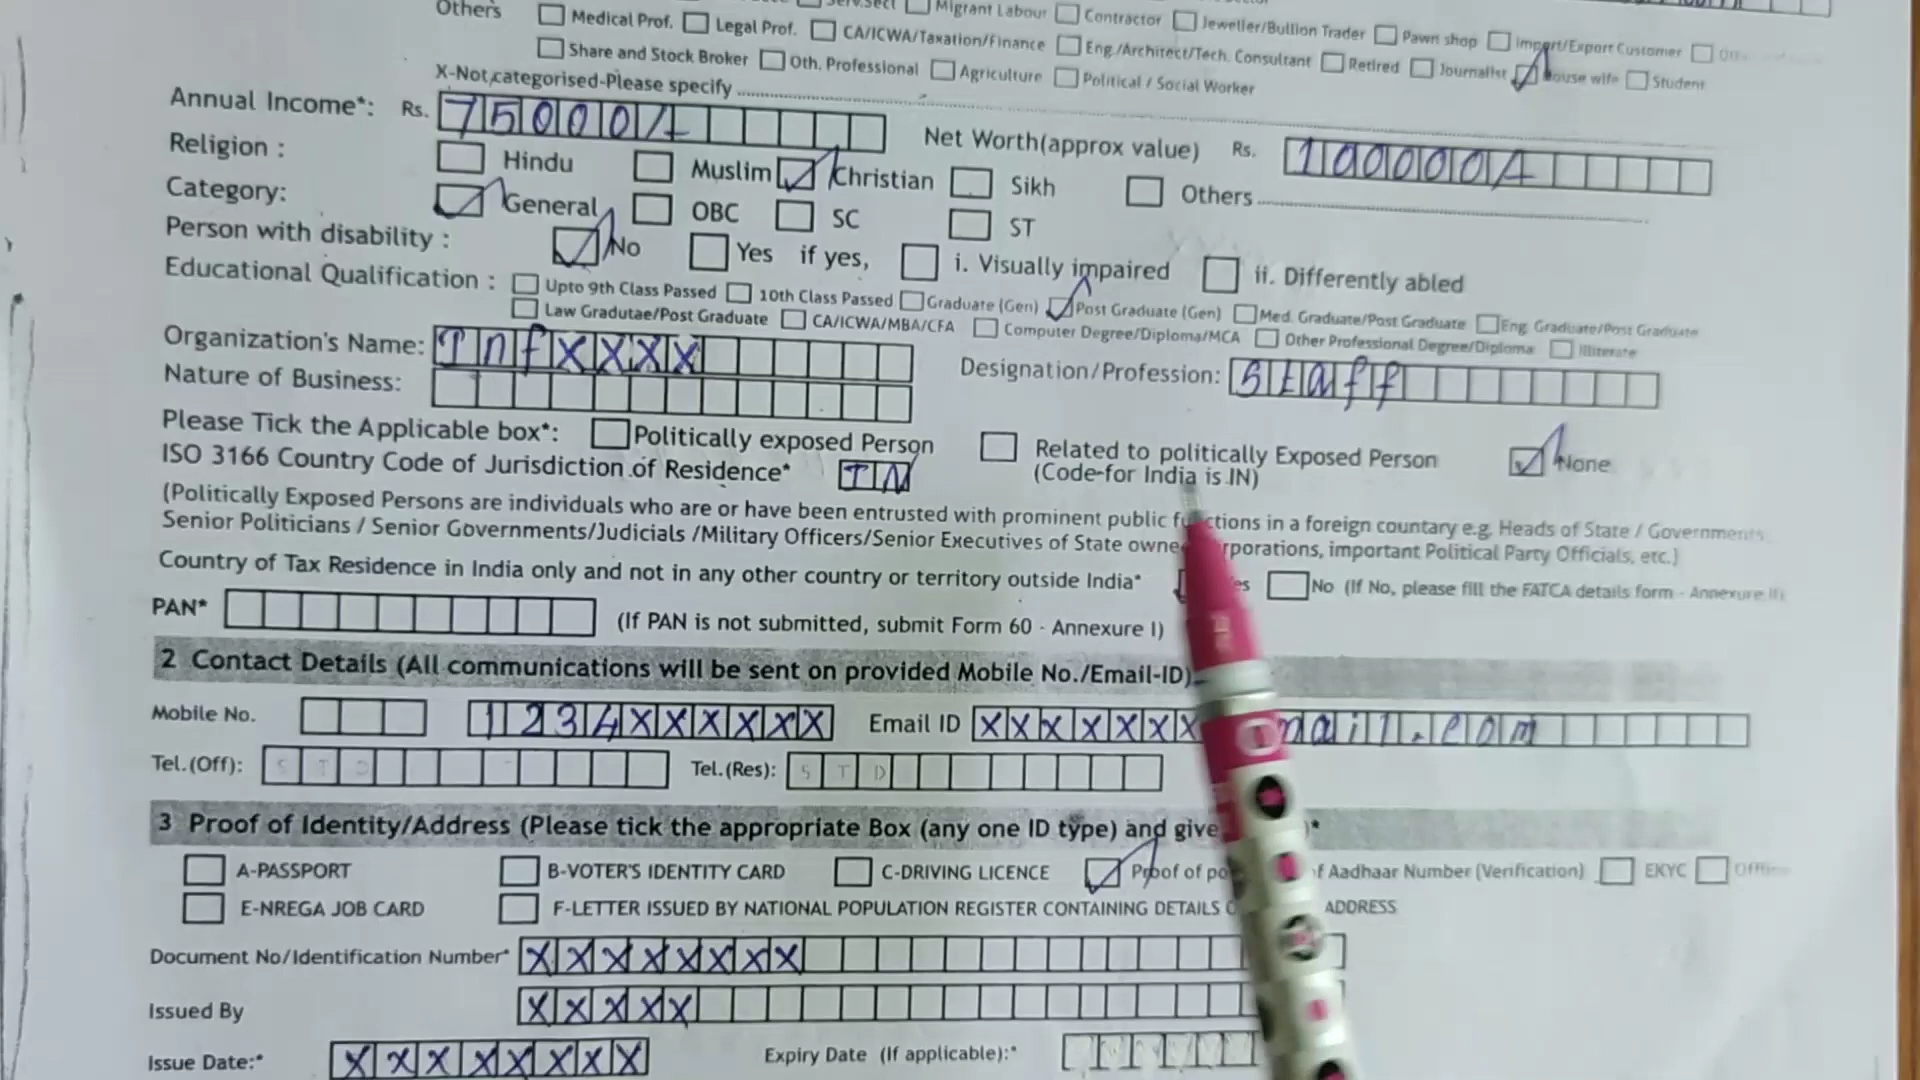 Others Medical Prof. Legal Prof. CA/ICWA/Taxation/Finance Migrant Labour Contractor Jeweller/Bullion Trader Pawn shop Import/Export Customer
Share and Stock Broker Oth. Professional Agriculture Eng./Architect/Tech. Consultant Retired Journalist House wife Student
X-Not categorised-Please specify Political / Social Worker
Annual Income*: Rs. 75000/- Net Worth(approx value) Rs. 100000/-
Religion : Hindu Muslim Christian Sikh Others
Category: General OBC SC ST
Person with disability : No Yes if yes, i. Visually impaired ii. Differently abled
Educational Qualification : Upto 9th Class Passed 10th Class Passed Graduate (Gen) Post Graduate (Gen) Med. Graduate/Post Graduate Eng. Graduate/Post Graduate
Law Gradutae/Post Graduate CA/ICWA/MBA/CFA Computer Degree/Diploma/MCA Other Professional Degree/Diploma Illiterate
Organization's Name: InfXXXX Designation/Profession: Staff
Nature of Business:
Please Tick the Applicable box*: Politically exposed Person Related to politically Exposed Person None
ISO 3166 Country Code of Jurisdiction of Residence* IN (Code-for India is IN)
(Politically Exposed Persons are individuals who are or have been entrusted with prominent public functions in a foreign countary e.g. Heads of State / Governments
Senior Politicians / Senior Governments/Judicials /Military Officers/Senior Executives of State owned corporations, important Political Party Officials, etc.)
Country of Tax Residence in India only and not in any other country or territory outside India* Yes No (If No, please fill the FATCA details form - Annexure II)
PAN* (If PAN is not submitted, submit Form 60 - Annexure I)
2 Contact Details (All communications will be sent on provided Mobile No./Email-ID)
Mobile No. 1234XXXXXX Email ID XXXXXXX mail.com
Tel.(Off): STD Tel.(Res): STD
3 Proof of Identity/Address (Please tick the appropriate Box (any one ID type) and give )*
A-PASSPORT B-VOTER'S IDENTITY CARD C-DRIVING LICENCE Proof of of Aadhaar Number (Verification) EKYC
E-NREGA JOB CARD F-LETTER ISSUED BY NATIONAL POPULATION REGISTER CONTAINING DETAILS ADDRESS
Document No/Identification Number* XXXXXXXX
Issued By XXXXX
Issue Date:* XXXXXXXX Expiry Date (If applicable):*